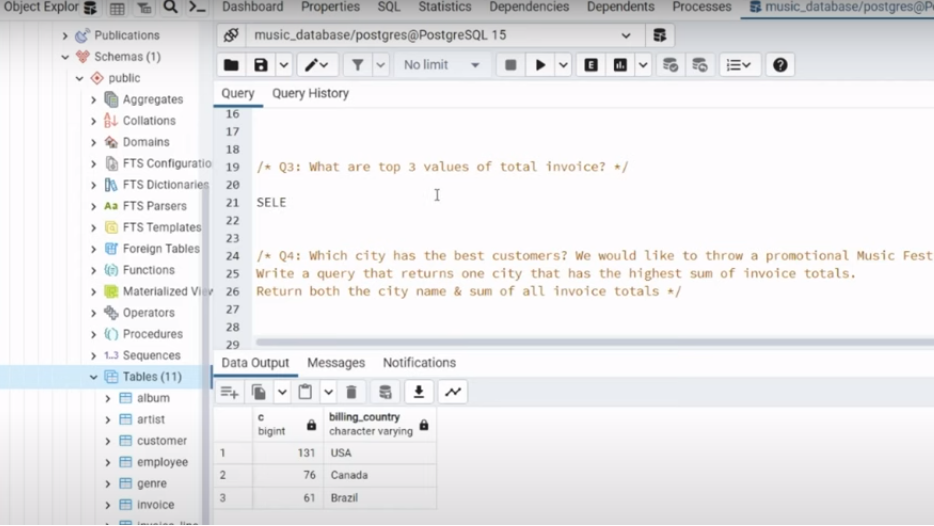 Object Explor
Dashboard Properties SQL Statistics Dependencies Dependents Processes music_database/postgres@P
Publications
Schemas (1)
public
Aggregates
Collations
Domains
FTS Configuratio
FTS Dictionaries
FTS Parsers
FTS Templates
Foreign Tables
Functions
Materialized View
Operators
Procedures
Sequences
Tables (11)
album
artist
customer
employee
genre
invoice
music_database/postgres@PostgreSQL 15
No limit
Query Query History
16
17
18
19 /* Q3: What are top 3 values of total invoice? */
20
21 SELE
22
23
24 /* Q4: Which city has the best customers? We would like to throw a promotional Music Fest
25 Write a query that returns one city that has the highest sum of invoice totals.
26 Return both the city name & sum of all invoice totals */
27
28
29
Data Output Messages Notifications
c billing_country
bigint character varying
1 131 USA
2 76 Canada
3 61 Brazil